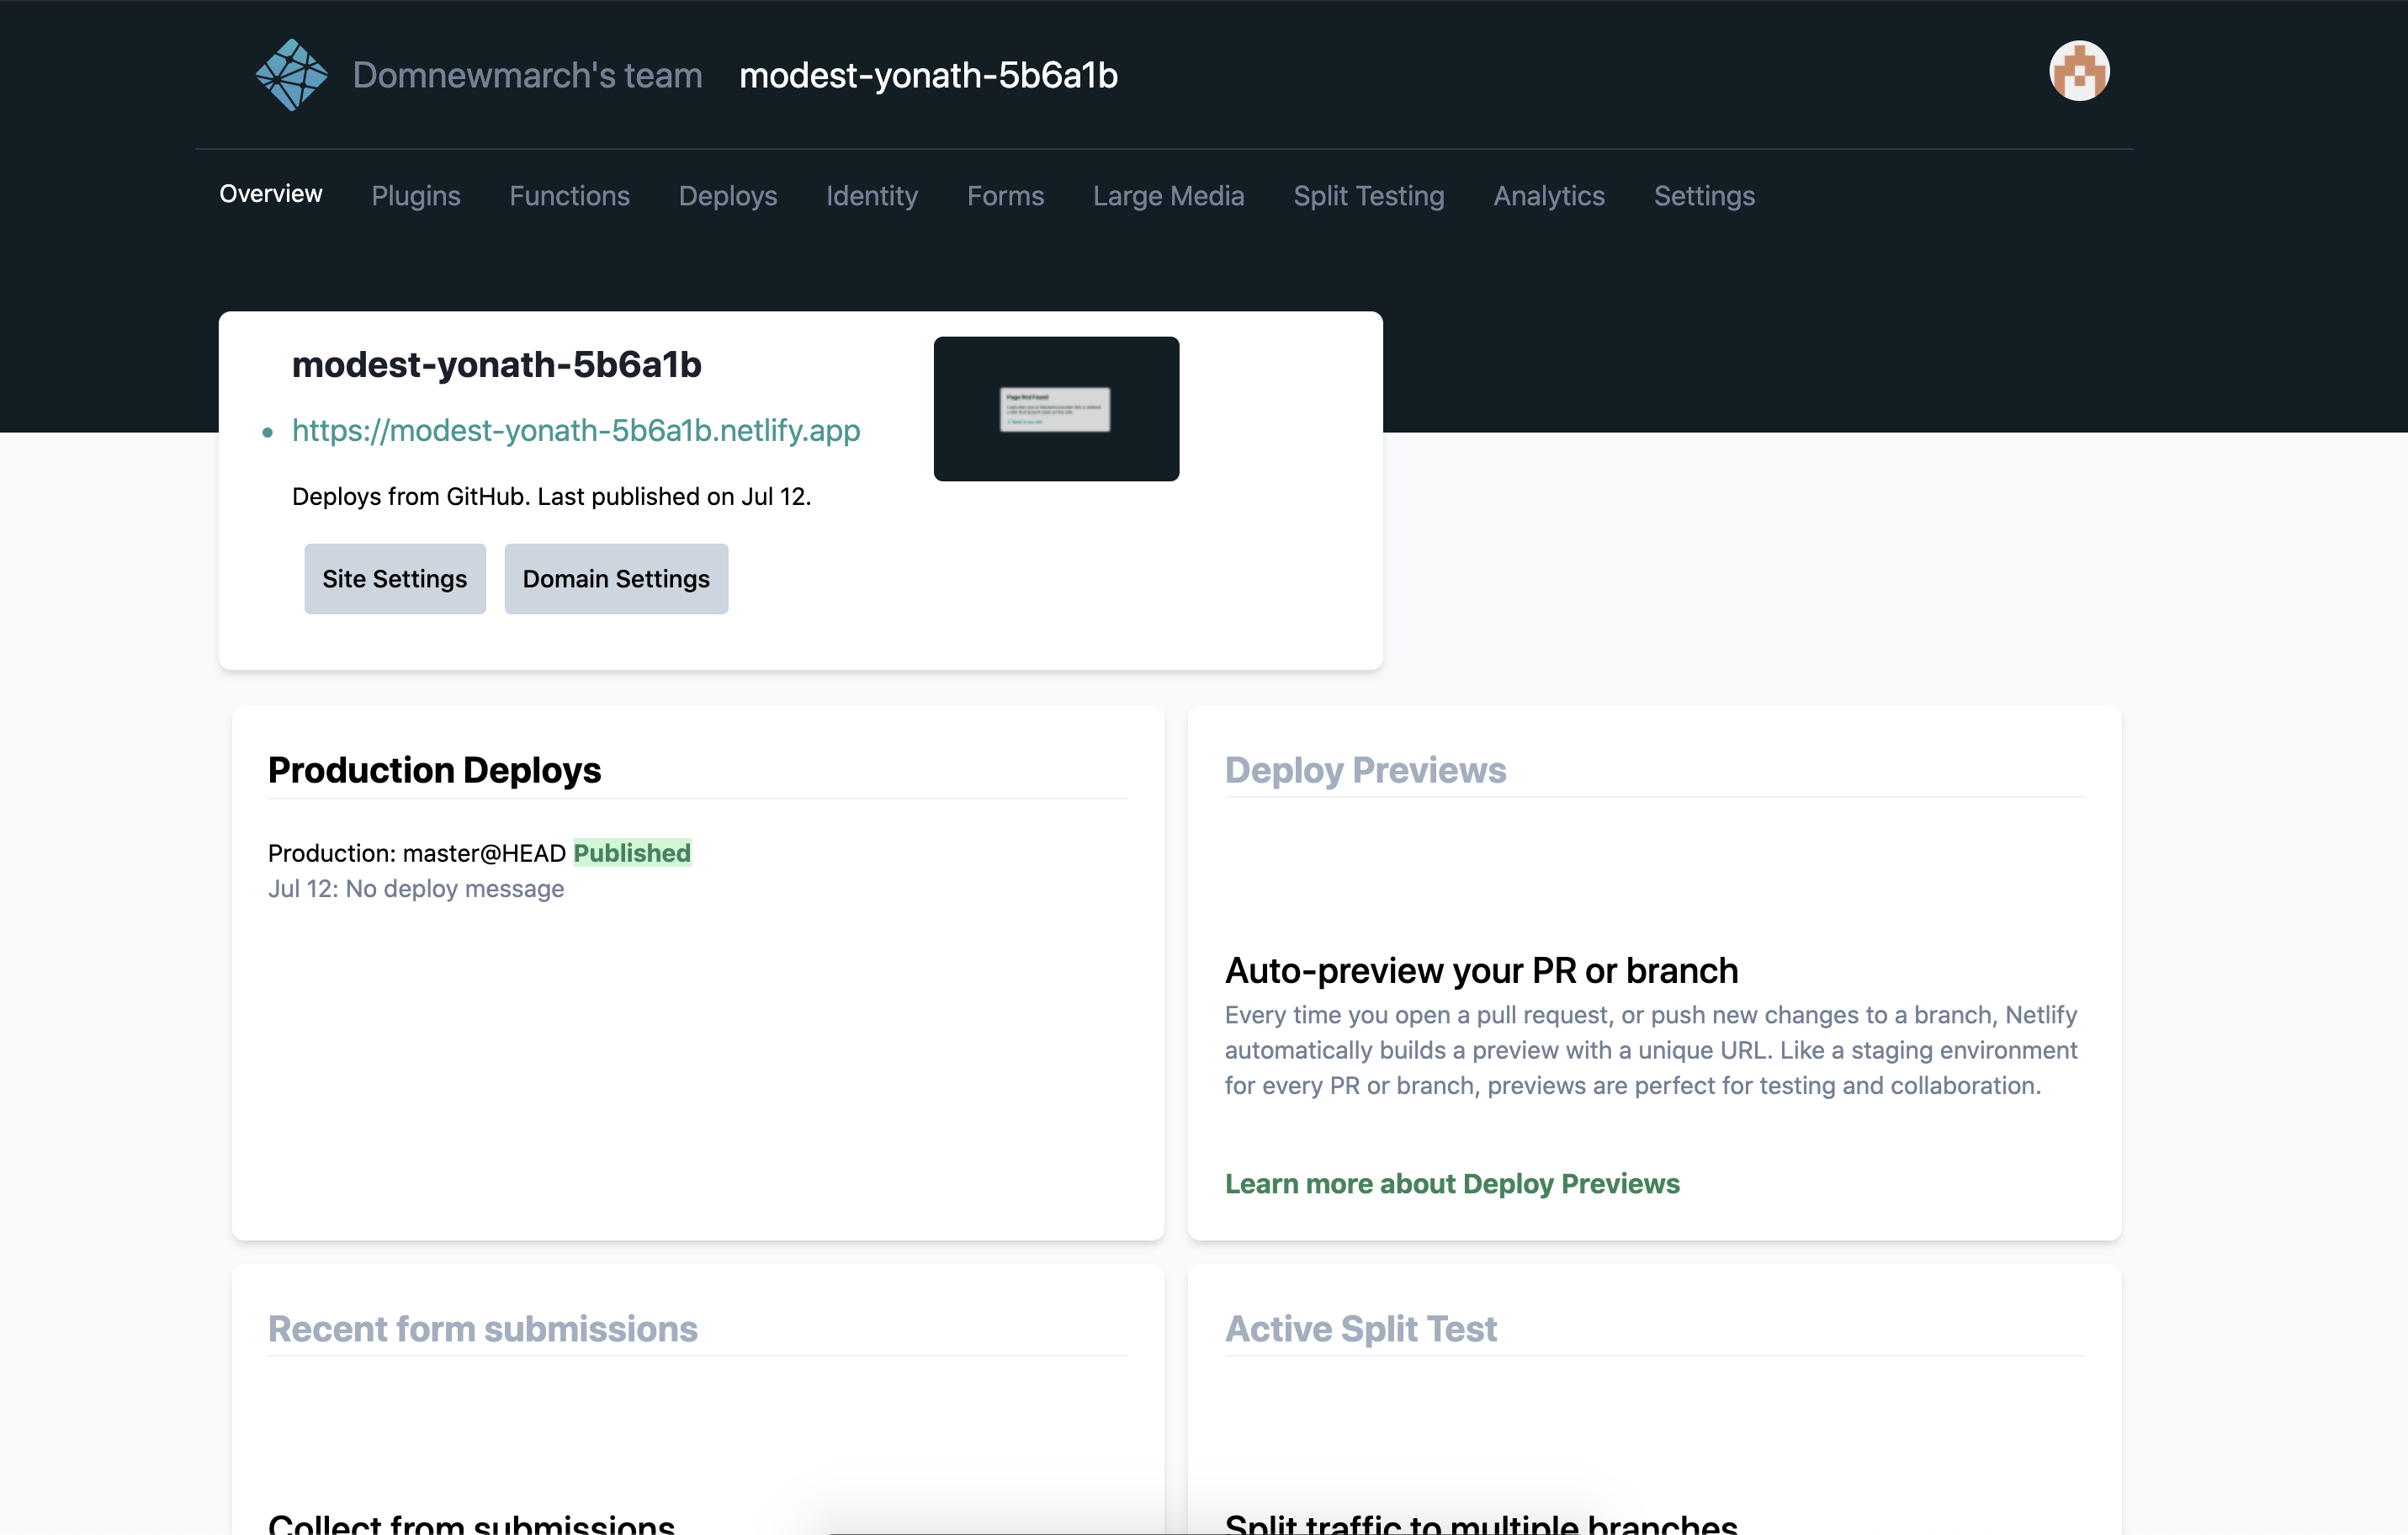 Domnewmarch's team modest-yonath-5b6a1b
Overview Plugins Functions Deploys Identity Forms Large Media Split Testing Analytics Settings
modest-yonath-5b6a1b
https://modest-yonath-5b6a1b.netlify.app
Deploys from GitHub. Last published on Jul 12.
Site Settings Domain Settings
Page Not Found
Production Deploys
Production: master@HEAD Published
Jul 12: No deploy message
Deploy Previews
Auto-preview your PR or branch
Every time you open a pull request, or push new changes to a branch, Netlify
automatically builds a preview with a unique URL. Like a staging environment
for every PR or branch, previews are perfect for testing and collaboration.
Learn more about Deploy Previews
Recent form submissions
Collect from submissions
Active Split Test
Split traffic to multiple branches